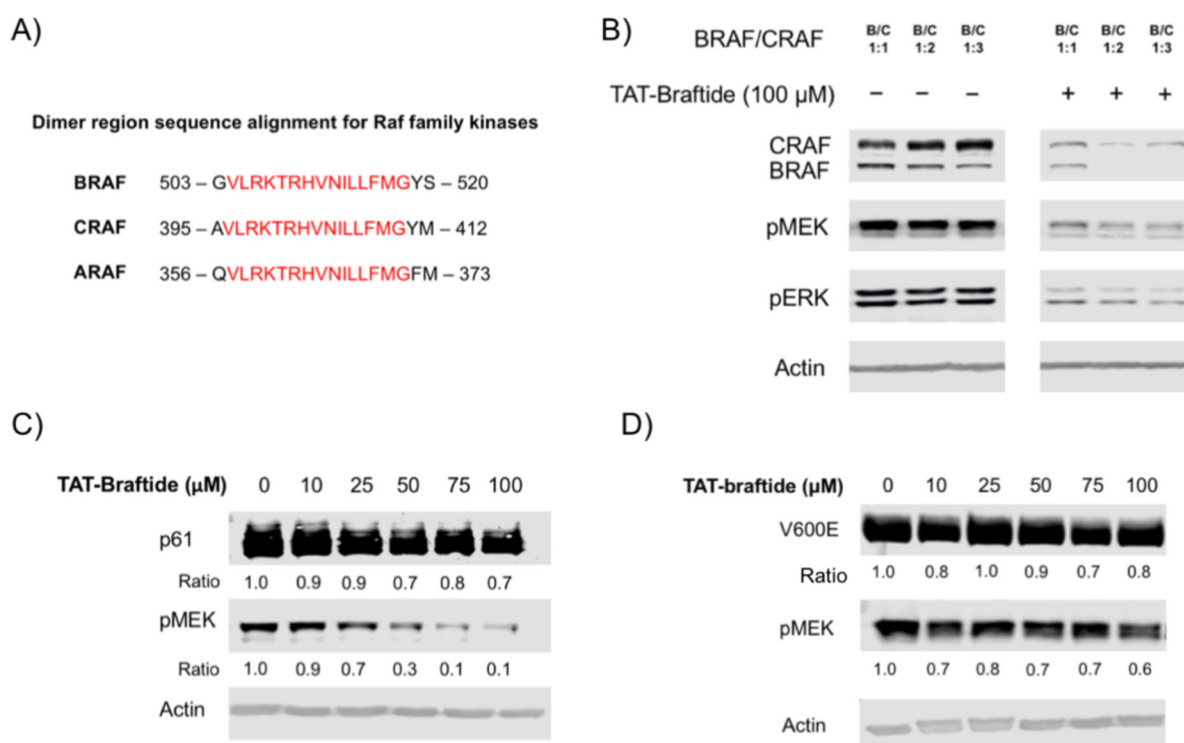 A)
Dimer region sequence alignment for Raf family kinases
BRAF 503 – GVLRKTRHVNILLFMGYS – 520
CRAF 395 – AVLRKTRHVNILLFMGYM – 412
ARAF 356 – QVLRKTRHVNILLFMGFM – 373
B)
BRAF/CRAF B/C 1:1 B/C 1:2 B/C 1:3 B/C 1:1 B/C 1:2 B/C 1:3
TAT-Braftide (100 µM) – – – + + +
CRAF
BRAF
pMEK
pERK
Actin
C)
TAT-Braftide (µM) 0 10 25 50 75 100
p61
Ratio 1.0 0.9 0.9 0.7 0.8 0.7
pMEK
Ratio 1.0 0.9 0.7 0.3 0.1 0.1
Actin
D)
TAT-braftide (µM) 0 10 25 50 75 100
V600E
Ratio 1.0 0.8 1.0 0.9 0.7 0.8
pMEK
1.0 0.7 0.8 0.7 0.7 0.6
Actin